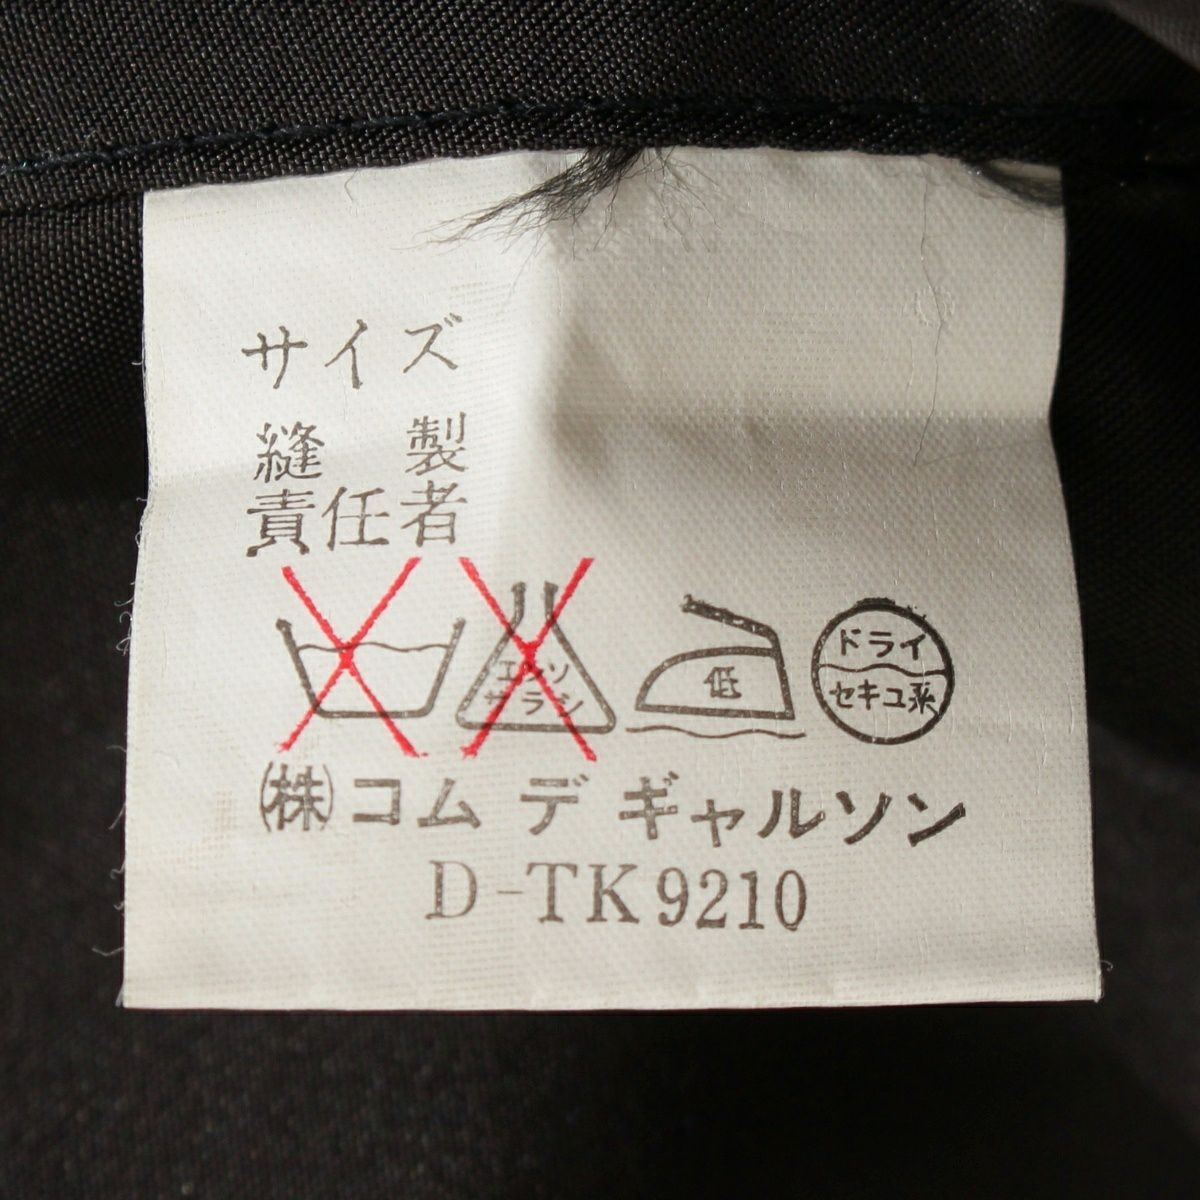 サイズ
縫 製
責任者
エンソ
サラシ
低
ドライ
セキユ系
(株)コム デ ギャルソン
D-TK9210